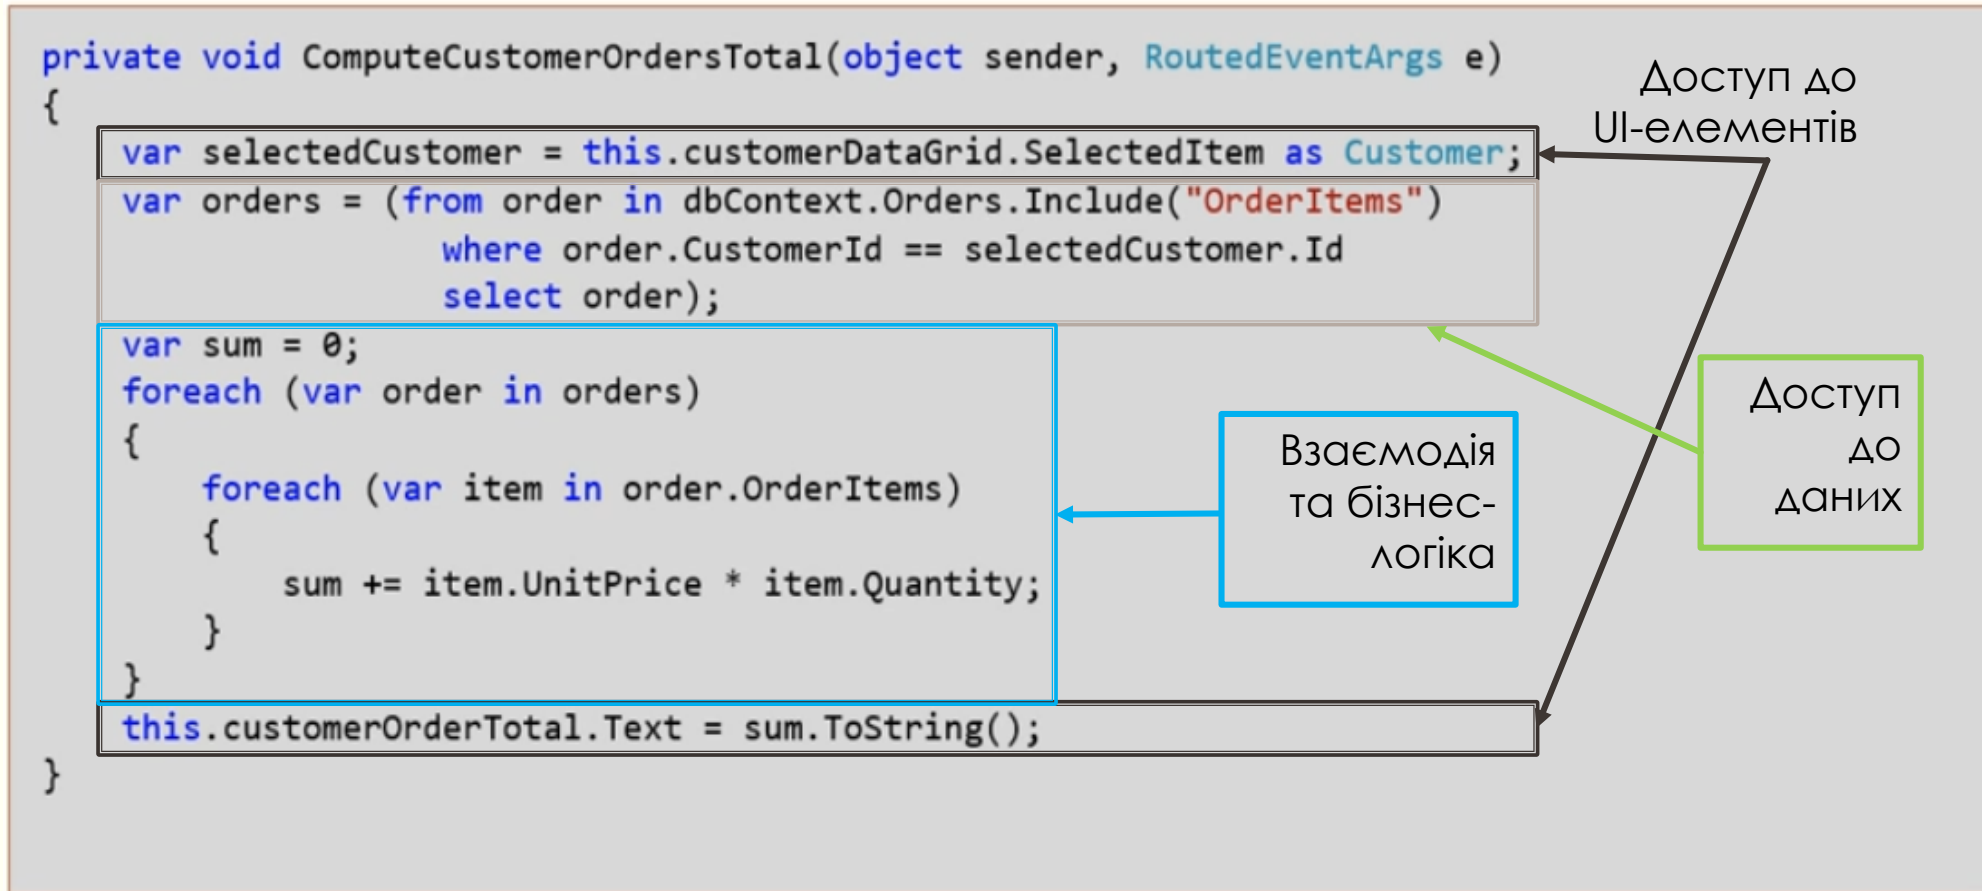 private void ComputeCustomerOrdersTotal(object sender, RoutedEventArgs e)
{
var selectedCustomer = this.customerDataGrid.SelectedItem as Customer;
var orders = (from order in dbContext.Orders.Include("OrderItems")
where order.CustomerId == selectedCustomer.Id
select order);
var sum = 0;
foreach (var order in orders)
{
foreach (var item in order.OrderItems)
{
sum += item.UnitPrice * item.Quantity;
}
}
this.customerOrderTotal.Text = sum.ToString();
}
Доступ до
UI-елементів
Взаємодія
та бізнес-
логіка
Доступ
до
даних